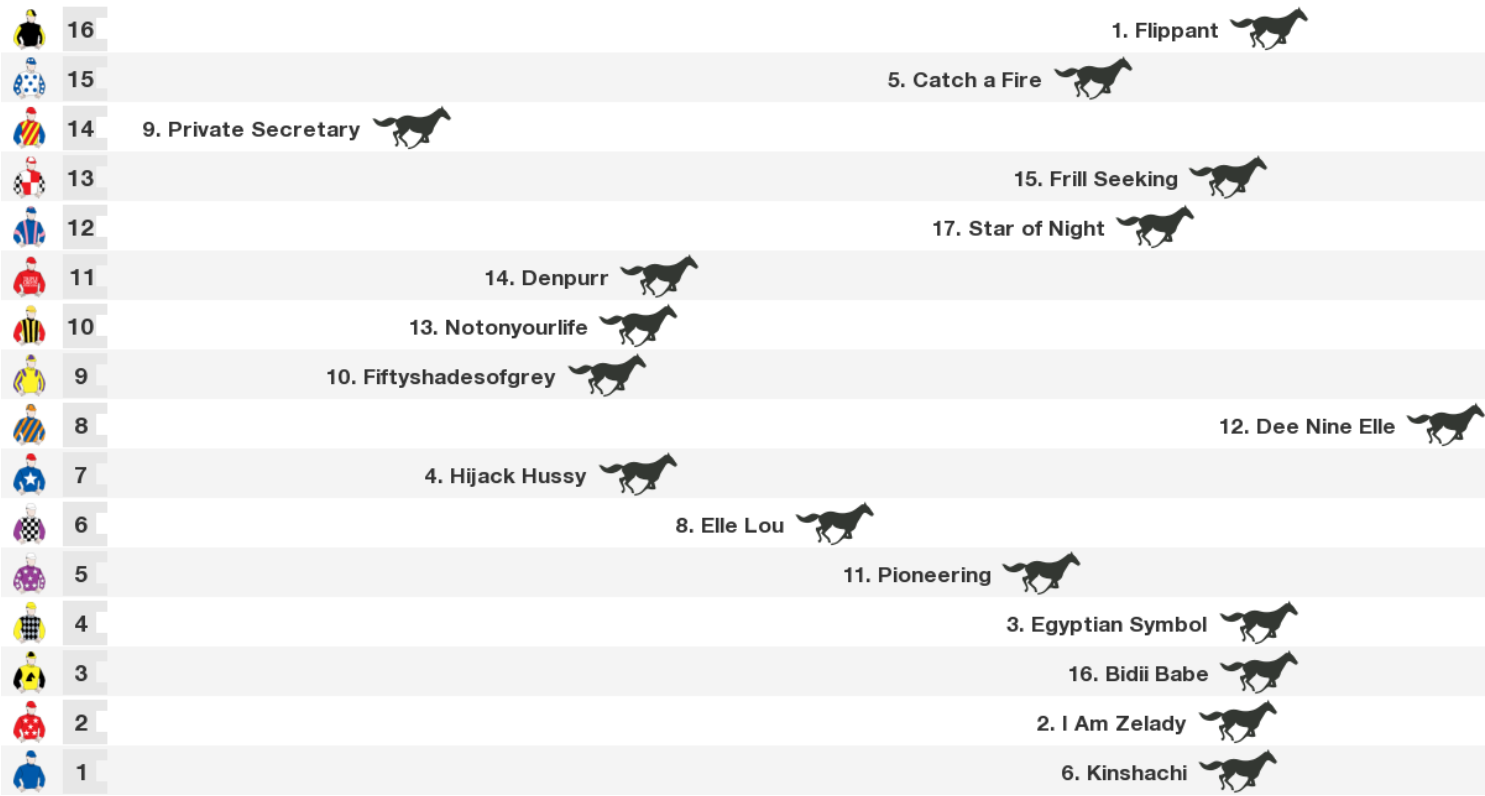 16 1. Flippant
15 5. Catch a Fire
14 9. Private Secretary
13 15. Frill Seeking
12 17. Star of Night
11 14. Denpurr
10 13. Notonyourlife
9 10. Fiftyshadesofgrey
8 12. Dee Nine Elle
7 4. Hijack Hussy
6 8. Elle Lou
5 11. Pioneering
4 3. Egyptian Symbol
3 16. Bidii Babe
2 2. I Am Zelady
1 6. Kinshachi